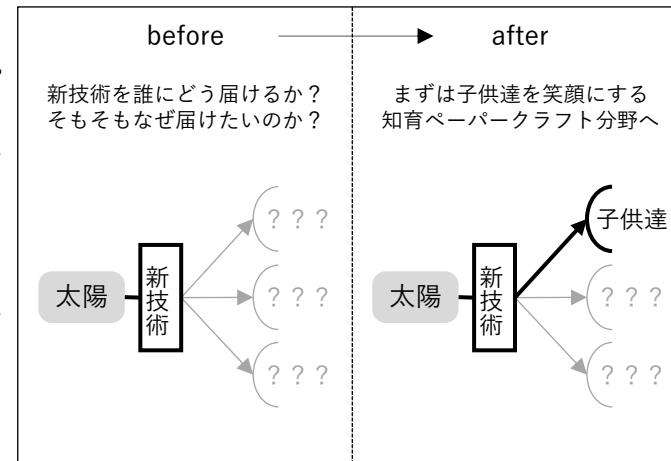 before
after
新技術を誰にどう届けるか？
そもそもなぜ届けたいのか？
まずは子供達を笑顔にする
知育ペーパークラフト分野へ
太陽
新技術
？？？
？？？
？？？
太陽
新技術
子供達
？？？
？？？